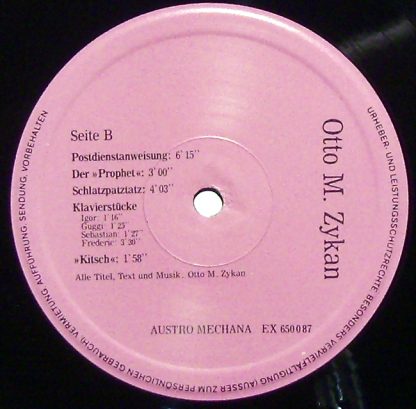 Seite B
Postdienstanweisung: 6'15''
Der »Prophet«: 3'00''
Schlatzpatztatz: 4'03''
Klavierstücke
Igor: 1'16''
Guggi: 1'25''
Sebastian: 1'27''
Frederic: 3'30''
»Kitsch«: 1'58''
Alle Titel, Text und Musik: Otto M. Zykan
Otto M. Zykan
AUSTRO MECHANA EX 650087
URHEBER- UND LEISTUNGSSCHUTZRECHTE BESONDERS VERVIELFÄLTIGUNG (AUSSER ZUM PERSÖNLICHEN GEBRAUCH), VERMIETUNG, AUFFÜHRUNG, SENDUNG, VORBEHALTEN